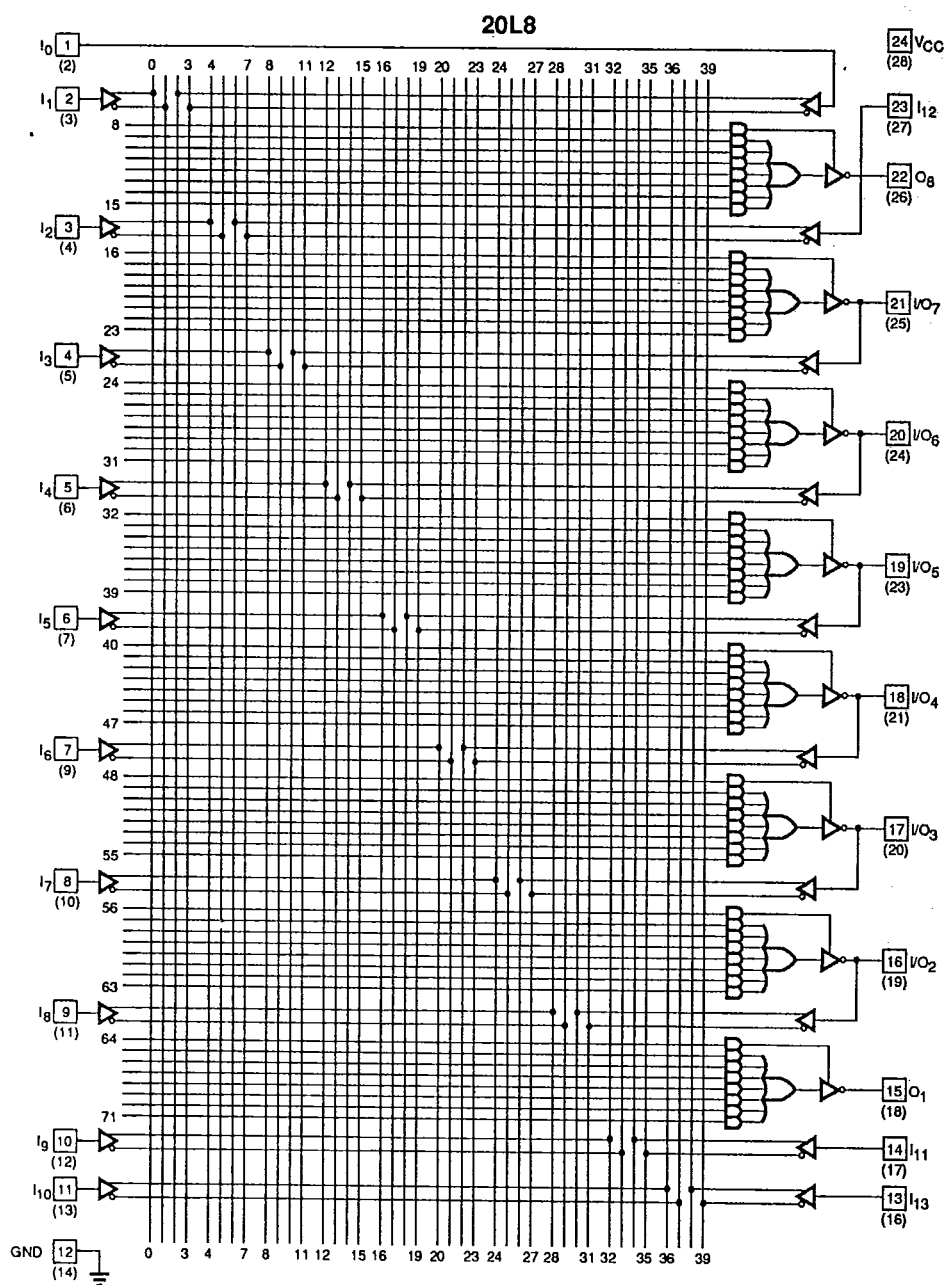 20L8
I0 1 (2)
24 VCC (28)
0 3 4 7 8 11 12 15 16 19 20 23 24 27 28 31 32 35 36 39
I1 2 (3)
23 I12 (27)
8
22 O8 (26)
15
I2 3 (4)
16
21 I/O7 (25)
23
I3 4 (5)
24
20 I/O6 (24)
31
I4 5 (6)
32
19 I/O5 (23)
39
I5 6 (7)
40
18 I/O4 (21)
47
I6 7 (9)
48
17 I/O3 (20)
55
I7 8 (10)
56
16 I/O2 (19)
63
I8 9 (11)
64
15 O1 (18)
71
I9 10 (12)
14 I11 (17)
I10 11 (13)
13 I13 (16)
GND 12 (14)
0 3 4 7 8 11 12 15 16 19 20 23 24 27 28 31 32 35 36 39